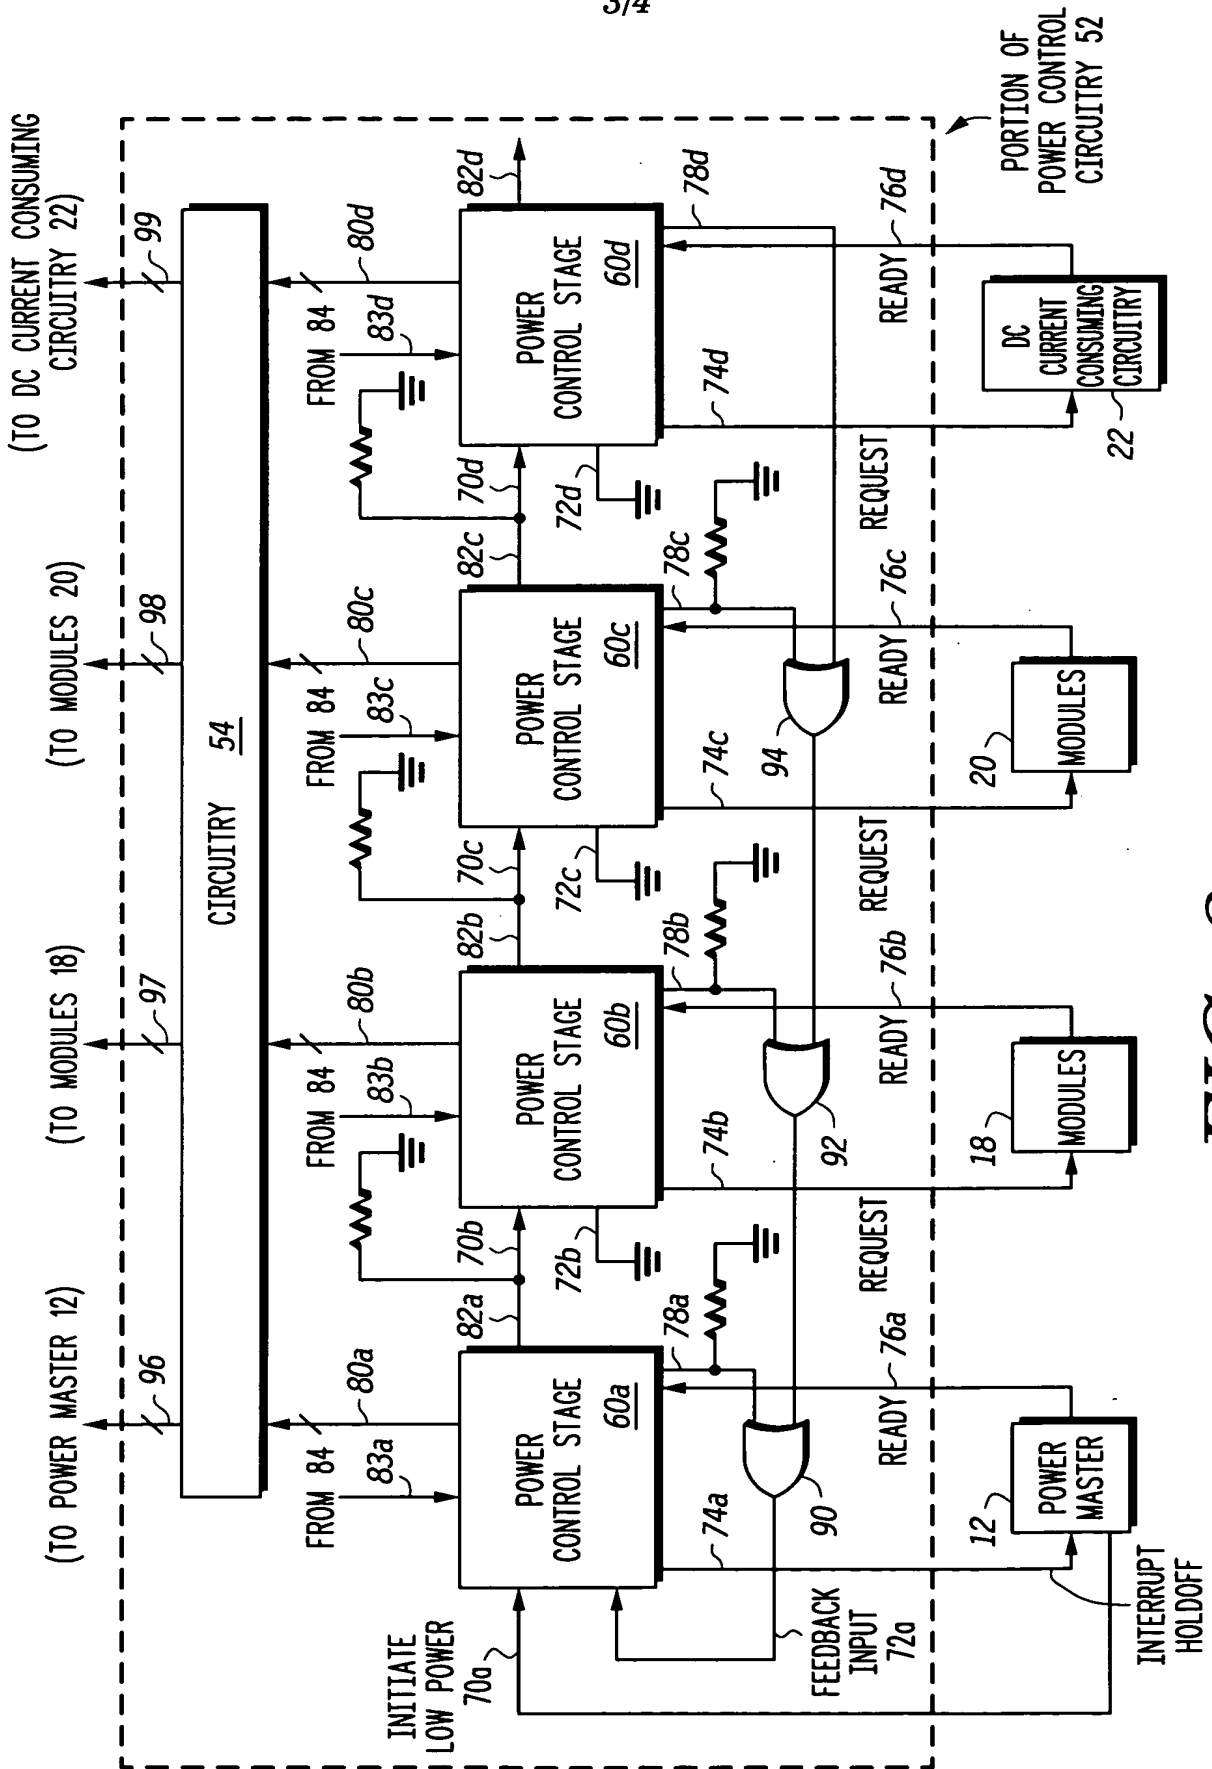 3/4
(TO POWER MASTER 12)
(TO MODULES 18)
(TO MODULES 20)
(TO DC CURRENT CONSUMING
CIRCUITRY 22)
96
97
98
99
CIRCUITRY
54
FROM 84
83a
80a
FROM 84
83b
80b
FROM 84
83c
80c
FROM 84
83d
80d
INITIATE
LOW POWER
70a
POWER
CONTROL STAGE
60a
82a
70b
72b
POWER
CONTROL STAGE
60b
82b
70c
72c
POWER
CONTROL STAGE
60c
82c
70d
72d
POWER
CONTROL STAGE
60d
82d
FEEDBACK
INPUT
72a
74a
90
78a
74b
92
78b
74c
94
78c
74d
78d
READY
76a
REQUEST
READY
76b
REQUEST
READY
76c
REQUEST
READY
76d
INTERRUPT
HOLDOFF
12
POWER
MASTER
18
MODULES
20
MODULES
22
DC
CURRENT
CONSUMING
CIRCUITRY
PORTION OF
POWER CONTROL
CIRCUITRY 52